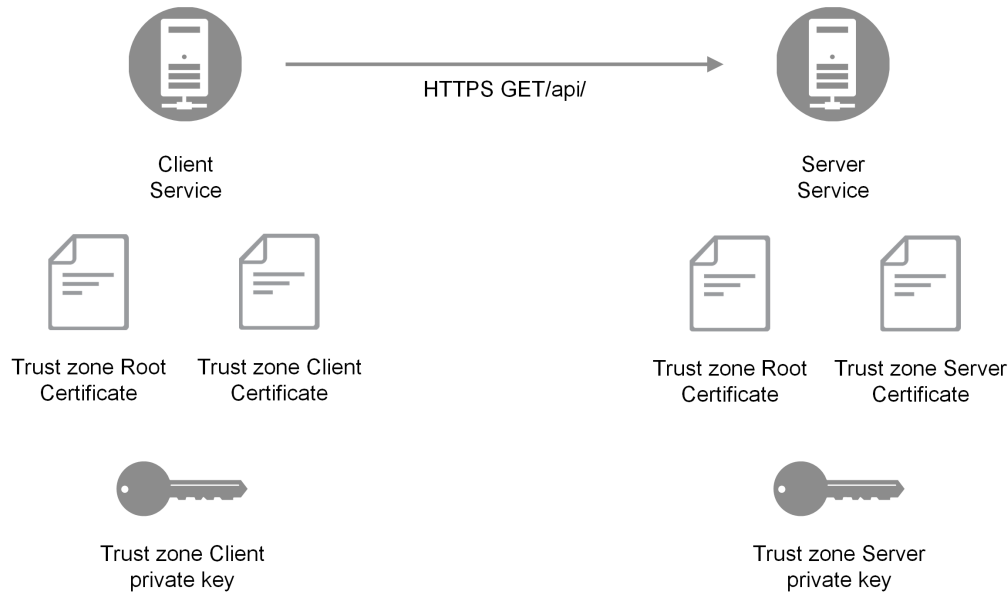 HTTPS GET/api/
Client
Service
Server
Service
Trust zone Root
Certificate
Trust zone Client
Certificate
Trust zone Root
Certificate
Trust zone Server
Certificate
Trust zone Client
private key
Trust zone Server
private key